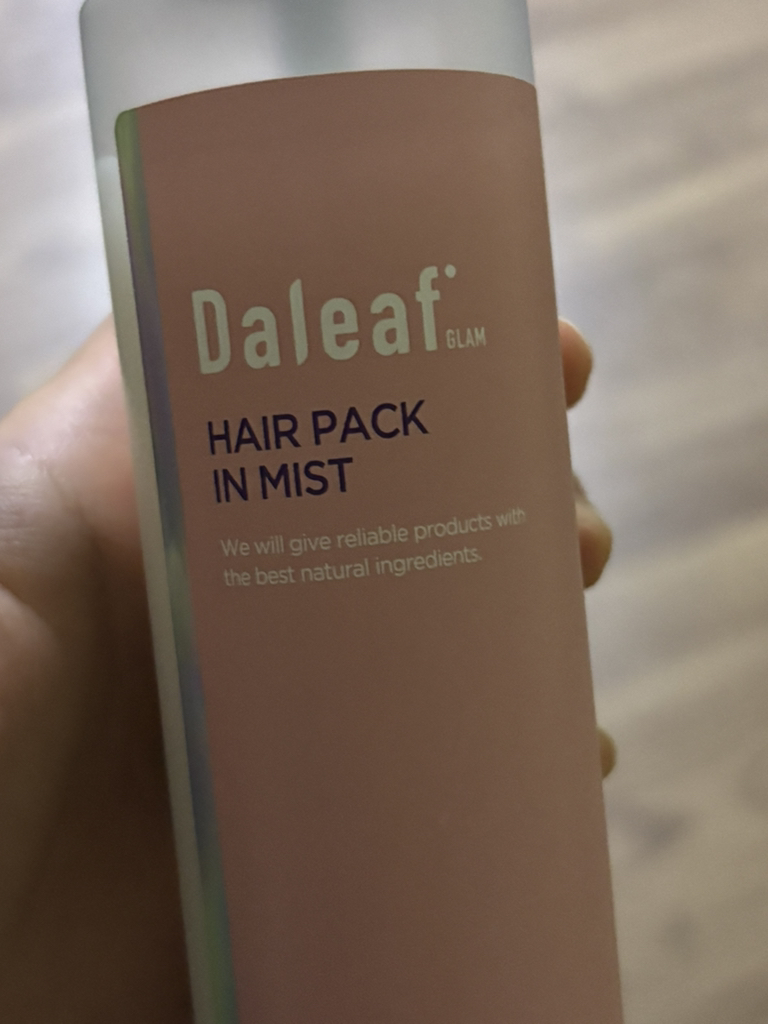 Daleaf
GLAM
HAIR PACK
IN MIST
We will give reliable products with
the best natural ingredients.